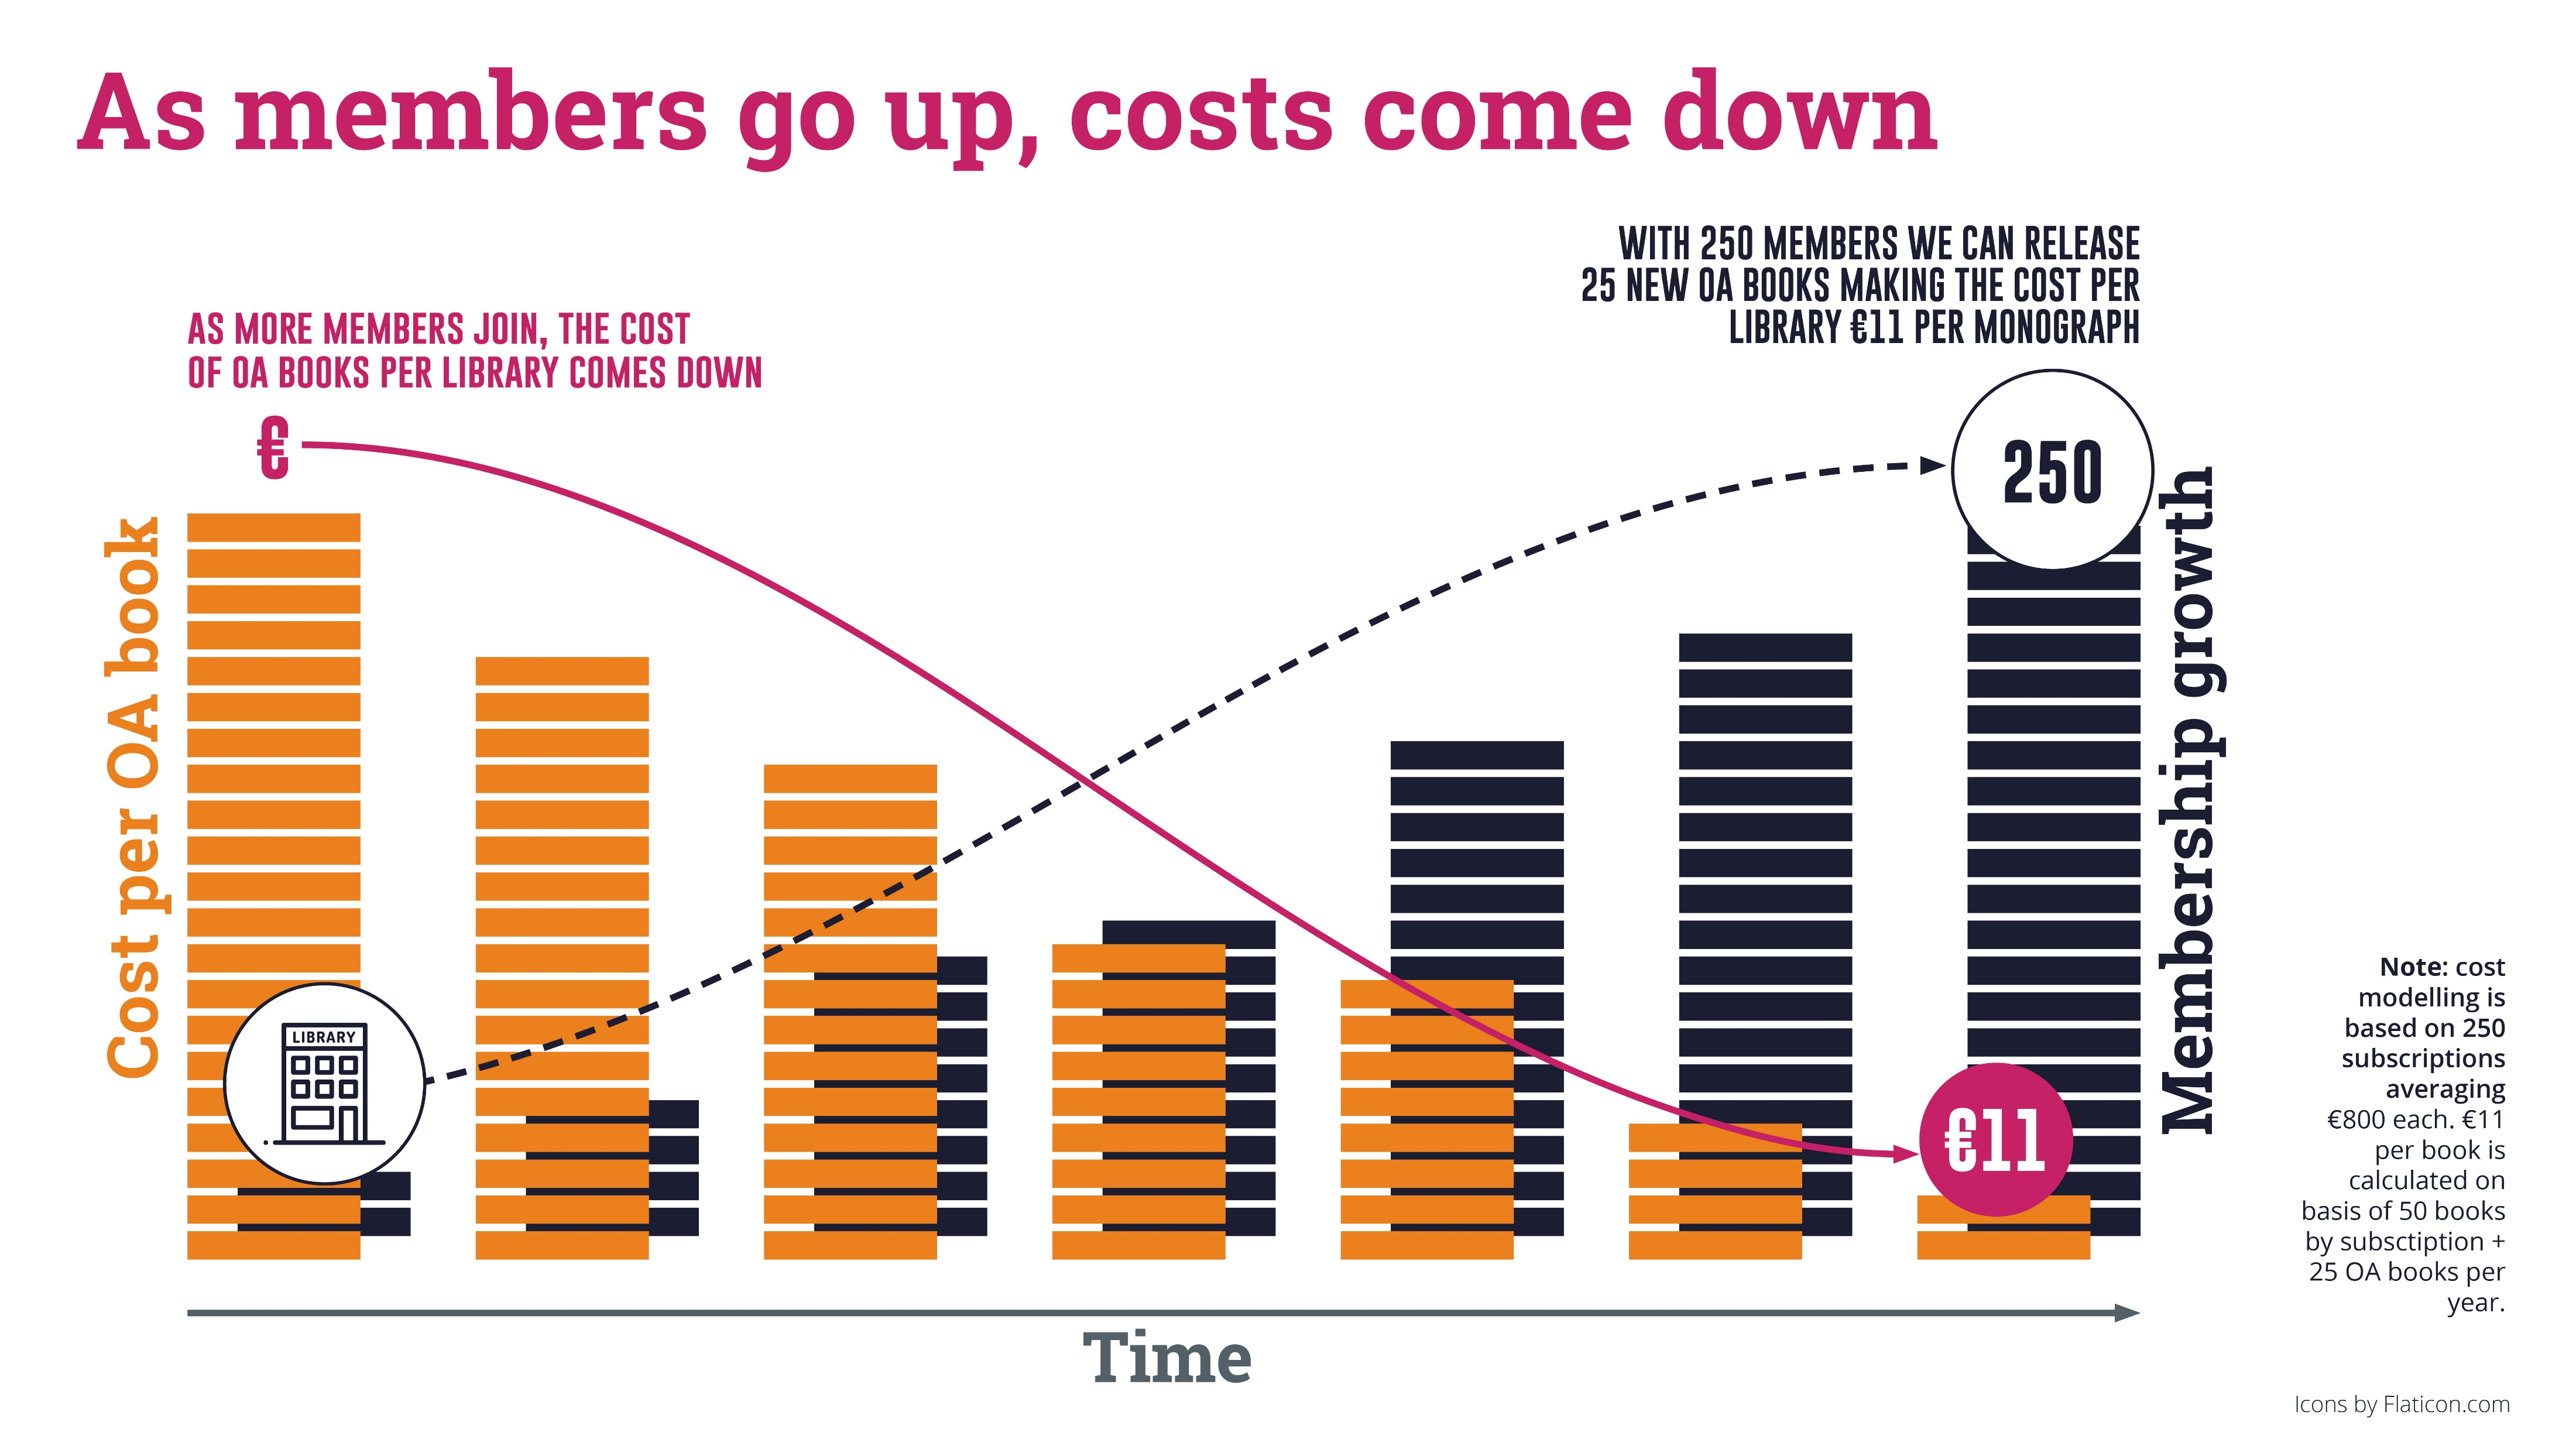 As members go up, costs come down
AS MORE MEMBERS JOIN, THE COST
OF OA BOOKS PER LIBRARY COMES DOWN
€
WITH 250 MEMBERS WE CAN RELEASE
25 NEW OA BOOKS MAKING THE COST PER
LIBRARY €11 PER MONOGRAPH
250
Cost per OA book
LIBRARY
€11
Membership growth
Note: cost
modelling is
based on 250
subscriptions
averaging
€800 each. €11
per book is
calculated on
basis of 50 books
by subsctiption +
25 OA books per
year.
Time
Icons by Flaticon.com